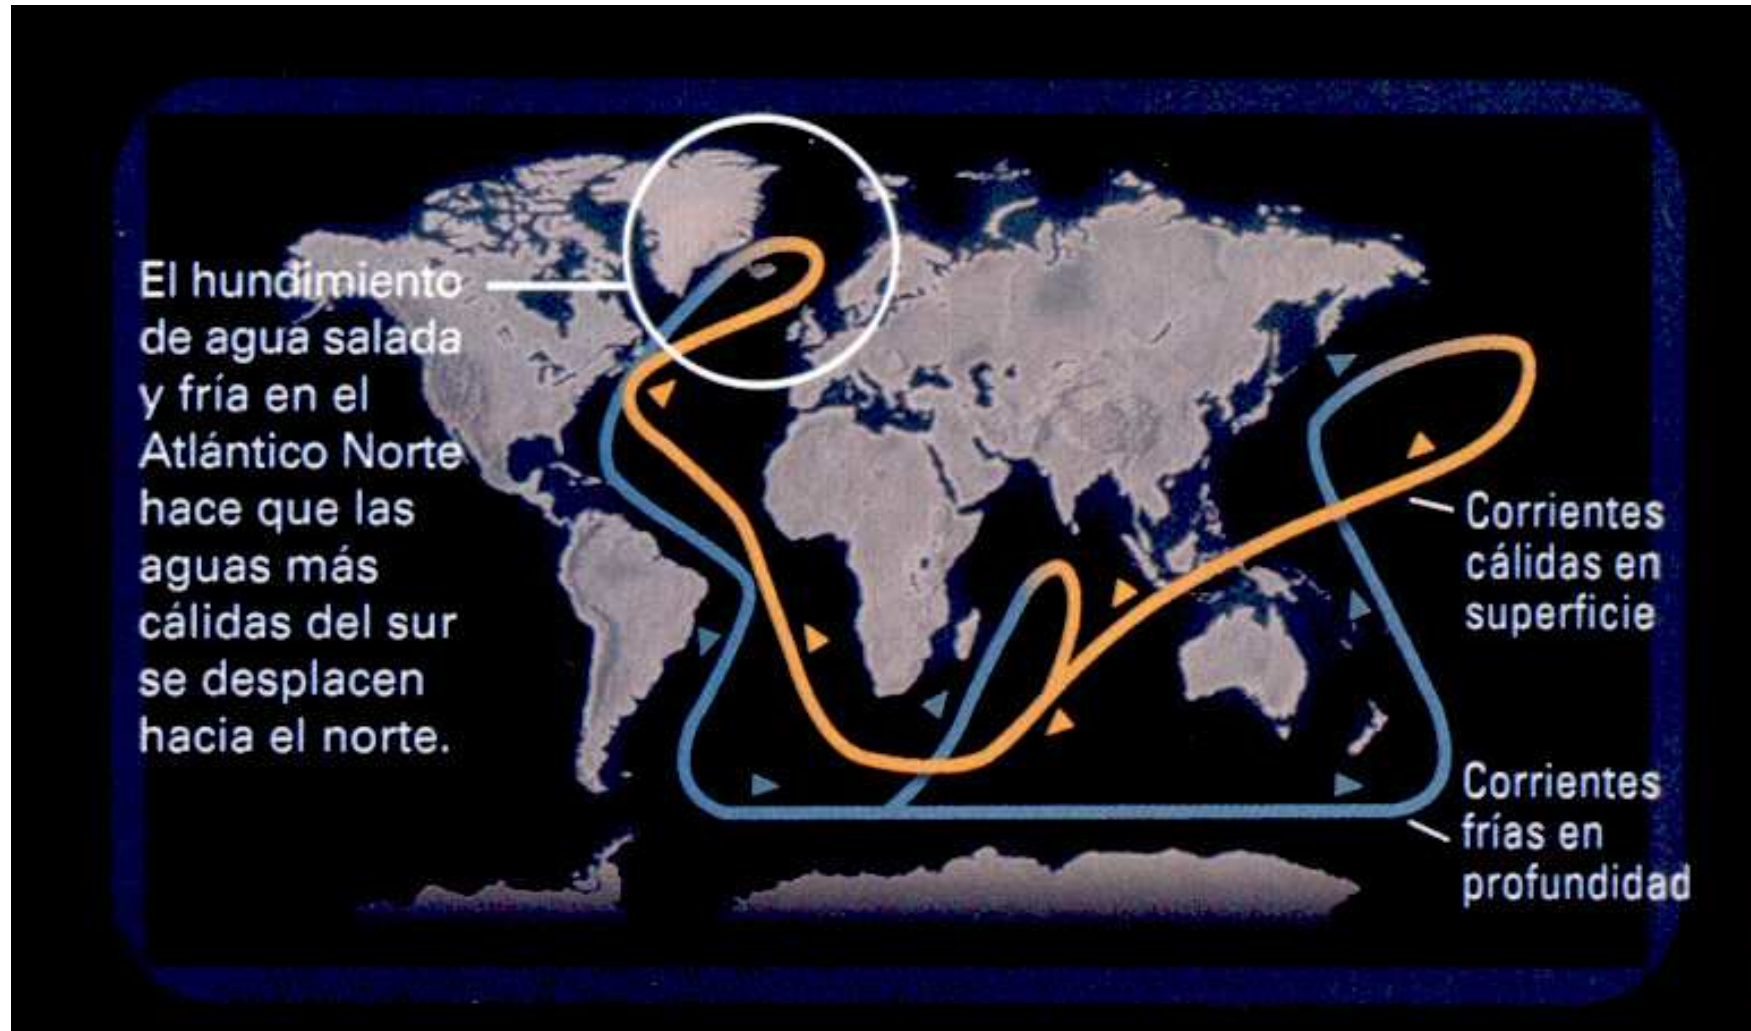 El hundimiento
de agua salada
y fría en el
Atlántico Norte
hace que las
aguas más
cálidas del sur
se desplacen
hacia el norte.
Corrientes
cálidas en
superficie
Corrientes
frías en
profundidad